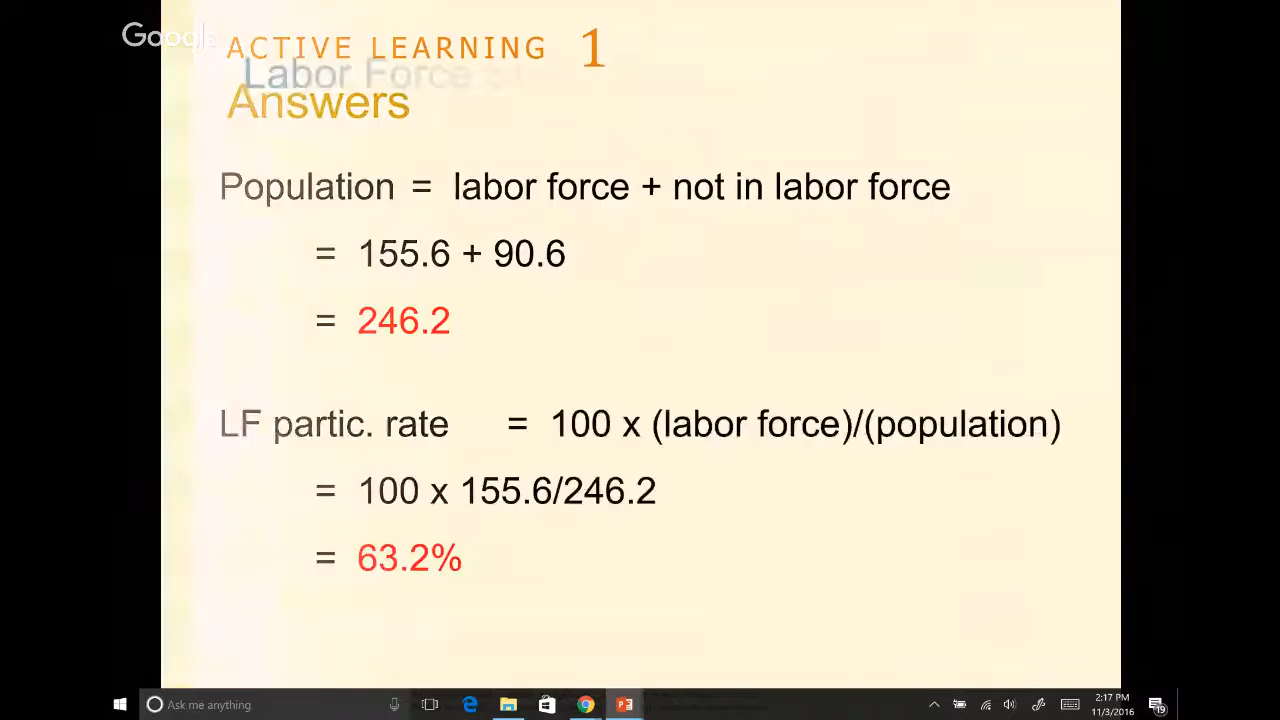 Google
ACTIVE LEARNING 1
Labor Force
Answers
Population = labor force + not in labor force
= 155.6 + 90.6
= 246.2
LF partic. rate = 100 x (labor force)/(population)
= 100 x 155.6/246.2
= 63.2%
Ask me anything
2:17 PM
11/3/2016
19